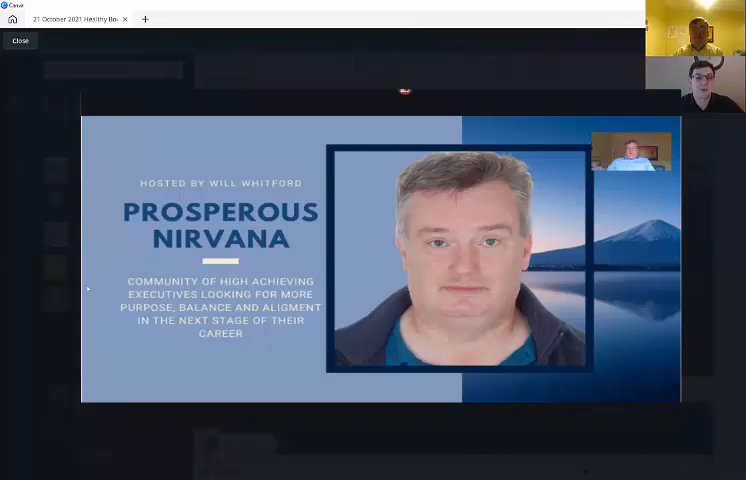 Canva
21 October 2021 Healthy Bo
Close
HOSTED BY WILL WHITFORD
PROSPEROUS
NIRVANA
COMMUNITY OF HIGH ACHIEVING
EXECUTIVES LOOKING FOR MORE
PURPOSE, BALANCE AND ALIGMENT
IN THE NEXT STAGE OF THEIR
CAREER